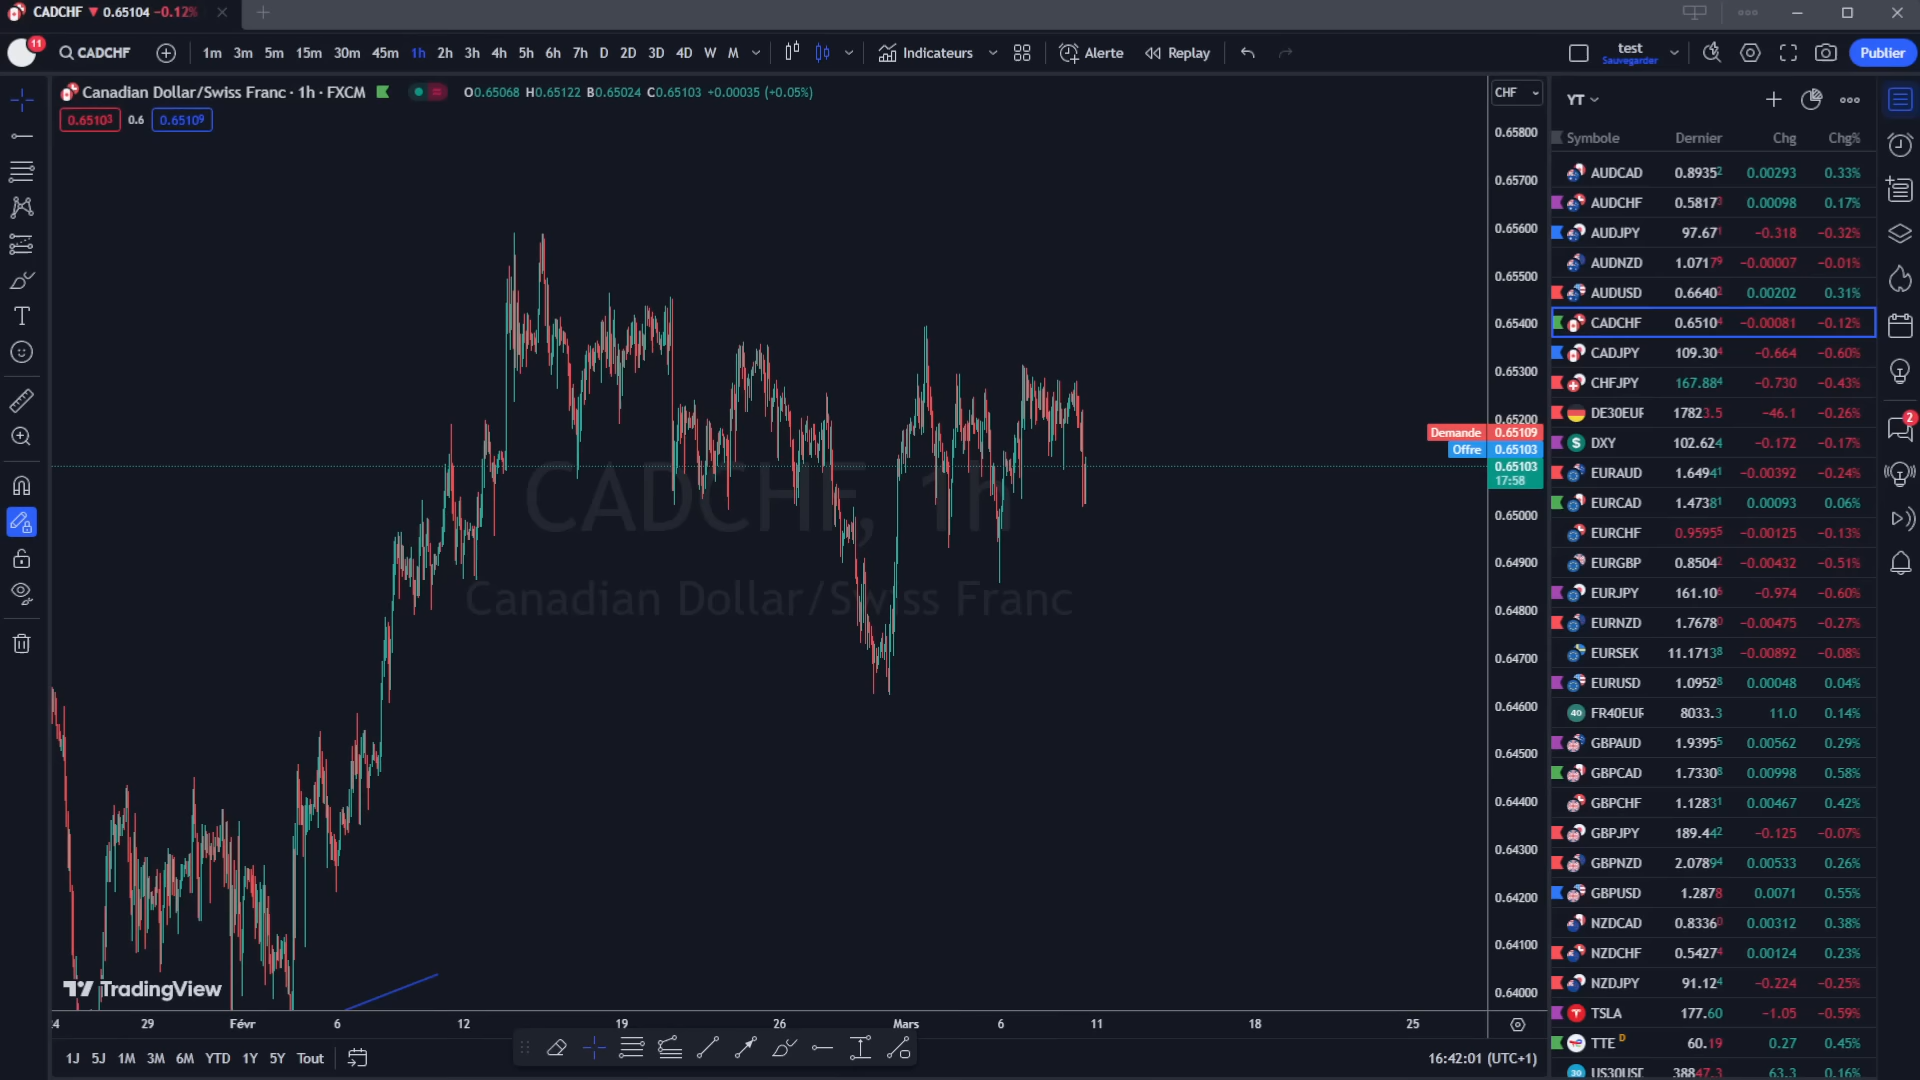 CADCHF ▼ 0.65104 −0.12%
11 CADCHF 1m 3m 5m 15m 30m 45m 1h 2h 3h 4h 5h 6h 7h D 2D 3D 4D W M Indicateurs Alerte Replay test Sauvegarder Publier
Canadian Dollar/Swiss Franc · 1h · FXCM O0.65068 H0.65122 B0.65024 C0.65103 +0.00035 (+0.05%)
0.65103 0.6 0.65109
CADCHF, 1h
Canadian Dollar/Swiss Franc
TradingView
CHF
0.65800
0.65700
0.65600
0.65500
0.65400
0.65300
0.65200
Demande 0.65109
Offre 0.65103
0.65103
17:58
0.65000
0.64900
0.64800
0.64700
0.64600
0.64500
0.64400
0.64300
0.64200
0.64100
0.64000
29 Févr 6 12 19 26 Mars 6 11 18 25
1J 5J 1M 3M 6M YTD 1Y 5Y Tout
16:42:01 (UTC+1)
YT
Symbole Dernier Chg Chg%
AUDCAD 0.89352 0.00293 0.33%
AUDCHF 0.58173 0.00098 0.17%
AUDJPY 97.671 −0.318 −0.32%
AUDNZD 1.07179 −0.00007 −0.01%
AUDUSD 0.66402 0.00202 0.31%
CADCHF 0.65104 −0.00081 −0.12%
CADJPY 109.304 −0.664 −0.60%
CHFJPY 167.884 −0.730 −0.43%
DE30EUR 17823.5 −46.1 −0.26%
DXY 102.624 −0.172 −0.17%
EURAUD 1.64941 −0.00392 −0.24%
EURCAD 1.47381 0.00093 0.06%
EURCHF 0.95955 −0.00125 −0.13%
EURGBP 0.85042 −0.00432 −0.51%
EURJPY 161.106 −0.974 −0.60%
EURNZD 1.76780 −0.00475 −0.27%
EURSEK 11.17138 −0.00892 −0.08%
EURUSD 1.09528 0.00048 0.04%
40 FR40EUR 8033.3 11.0 0.14%
GBPAUD 1.93955 0.00562 0.29%
GBPCAD 1.73308 0.00998 0.58%
GBPCHF 1.12831 0.00467 0.42%
GBPJPY 189.442 −0.125 −0.07%
GBPNZD 2.07894 0.00533 0.26%
GBPUSD 1.2878 0.0071 0.55%
NZDCAD 0.83360 0.00312 0.38%
NZDCHF 0.54274 0.00124 0.23%
NZDJPY 91.124 −0.224 −0.25%
TSLA 177.60 −1.05 −0.59%
TTE D 60.19 0.27 0.45%
30 US30USD 38847.3 63.3 0.16%
2